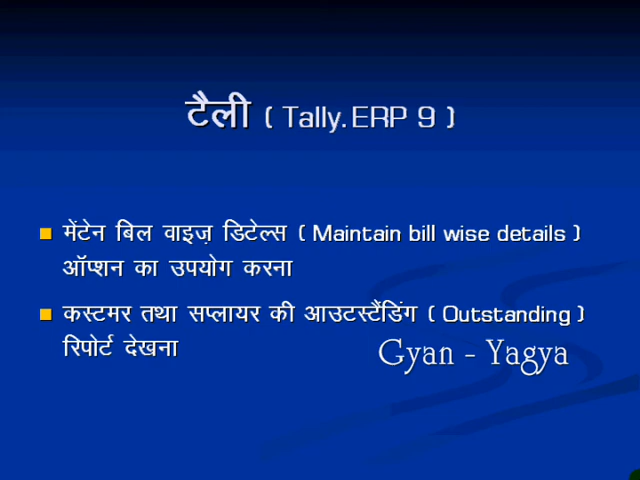 टैली ( Tally.ERP 9 )
मेंटेन बिल वाइज़ डिटेल्स ( Maintain bill wise details )
ऑप्शन का उपयोग करना
कस्टमर तथा सप्लायर की आउटस्टैंडिंग ( Outstanding )
रिपोर्ट देखना
Gyan - Yagya